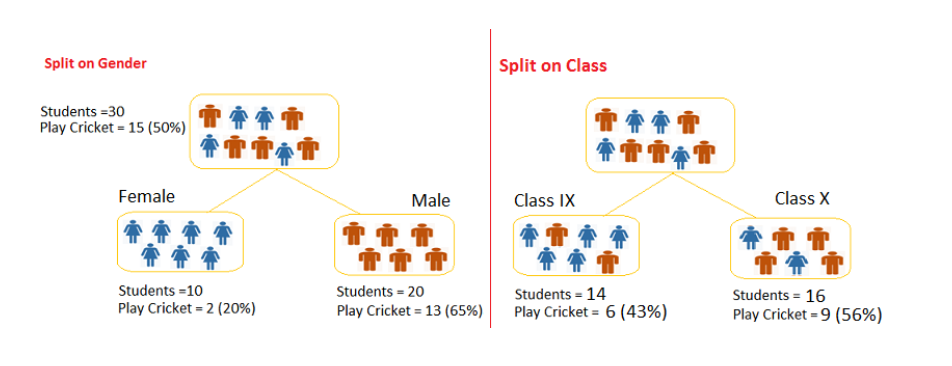 Split on Gender
Students =30
Play Cricket = 15 (50%)
Female
Male
Students =10
Play Cricket = 2 (20%)
Students = 20
Play Cricket = 13 (65%)
Split on Class
Class IX
Class X
Students = 14
Play Cricket = 6 (43%)
Students = 16
Play Cricket = 9 (56%)